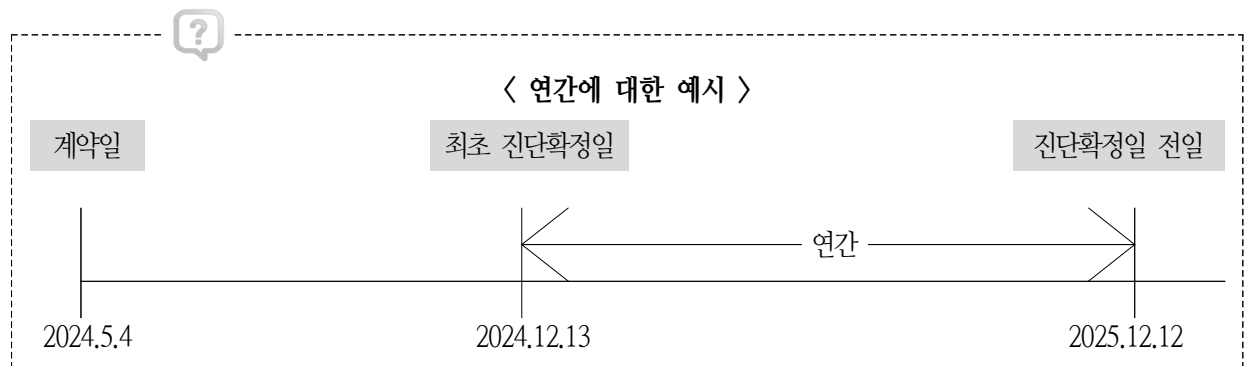 ?
〈 연간에 대한 예시 〉
계약일 최초 진단확정일 진단확정일 전일
연간
2024.5.4 2024.12.13 2025.12.12